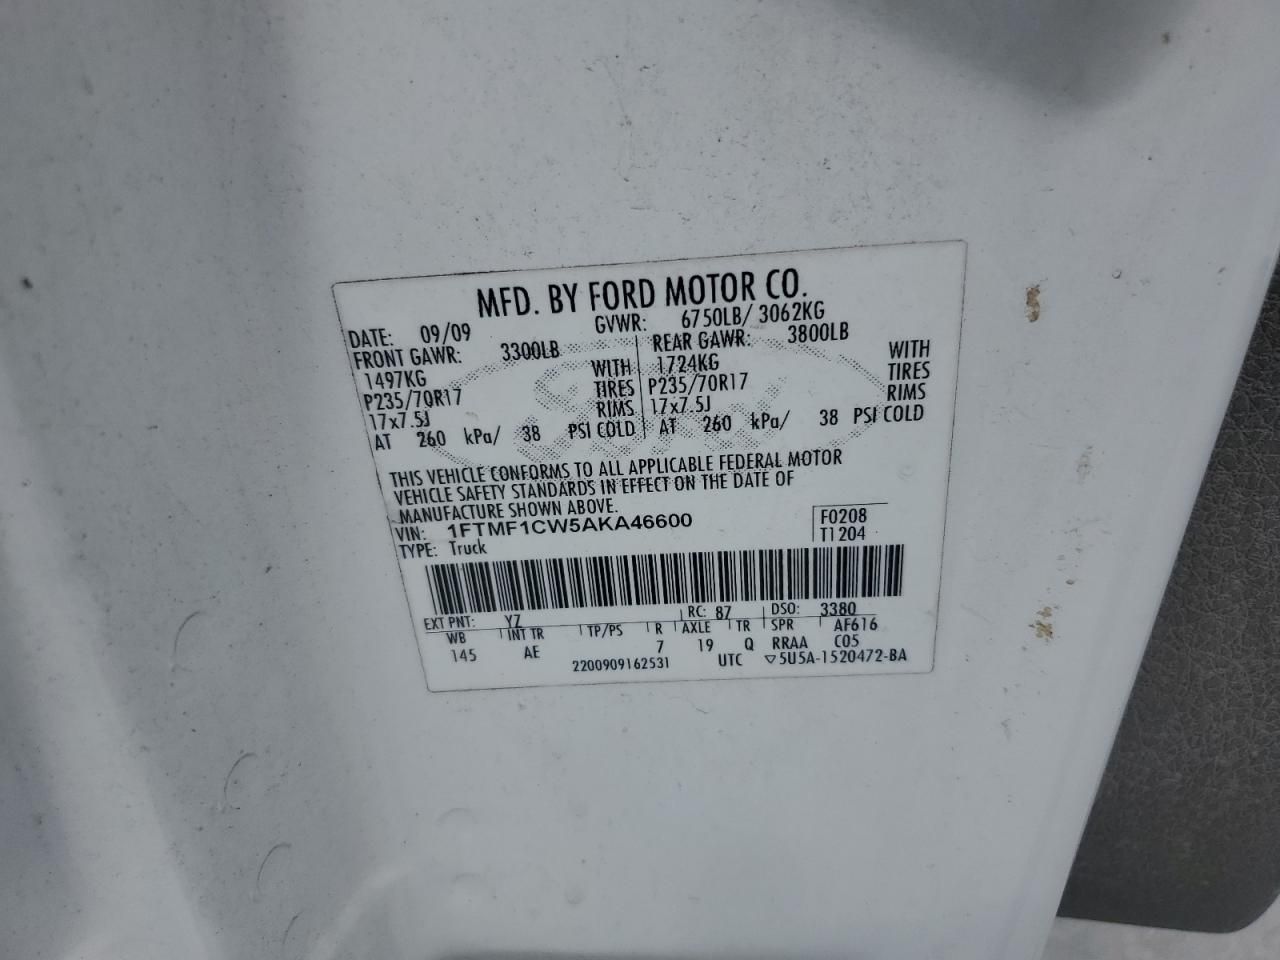 MFD. BY FORD MOTOR CO.
DATE: 09/09 GVWR: 6750LB/ 3062KG
FRONT GAWR: 3300LB REAR GAWR: 3800LB
1497KG WITH 1724KG WITH
P235/70R17 TIRES P235/70R17 TIRES
17x7.5J RIMS 17x7.5J RIMS
AT 260 kPa/ 38 PSI COLD AT 260 kPa/ 38 PSI COLD
THIS VEHICLE CONFORMS TO ALL APPLICABLE FEDERAL MOTOR
VEHICLE SAFETY STANDARDS IN EFFECT ON THE DATE OF
MANUFACTURE SHOWN ABOVE.
VIN: 1FTMF1CW5AKA46600 F0208
TYPE: Truck T1204
EXT PNT: YZ RC: 87 DSO: 3380
WB INT TR TP/PS R AXLE TR SPR AF616
145 AE 7 19 Q RRAA C05
2200909162531 UTC ▽5U5A-1520472-BA